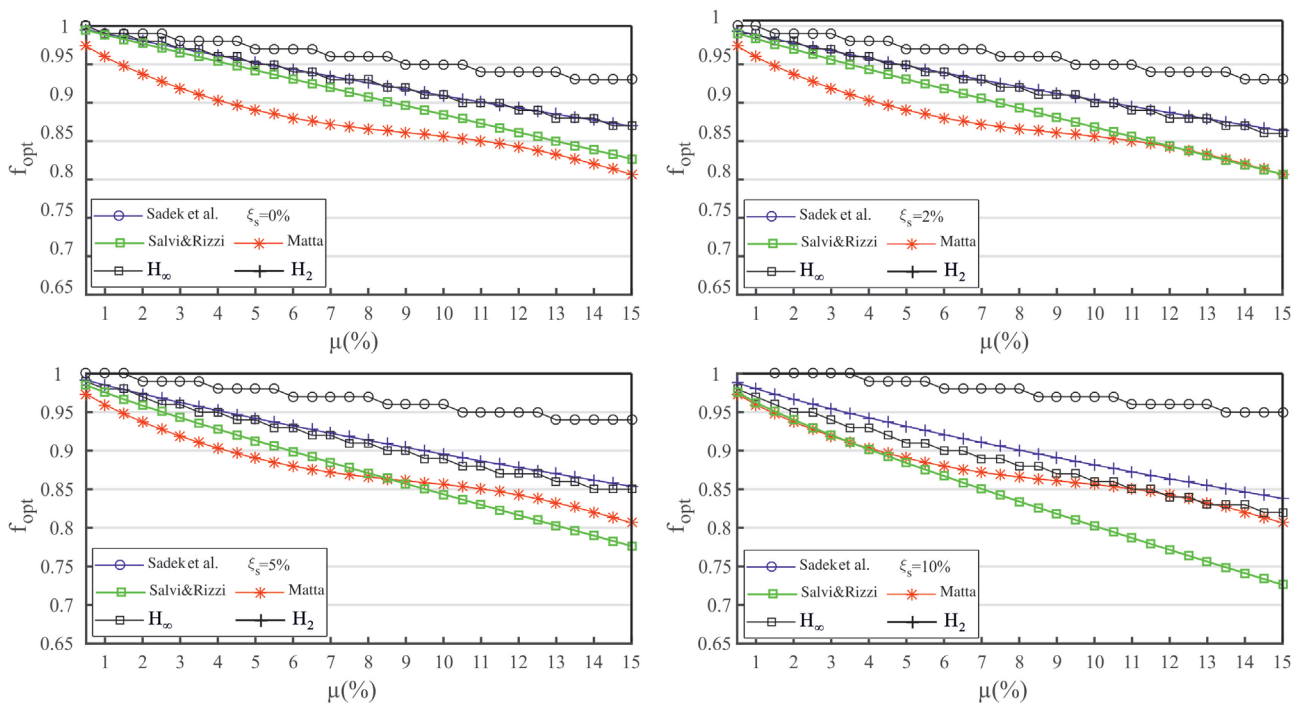 1
0.95
0.9
0.85
0.8
0.75
0.7
0.65
f_opt
Sadek et al. ξ_s=0%
Salvi&Rizzi Matta
H_∞ H_2
1 2 3 4 5 6 7 8 9 10 11 12 13 14 15
μ(%)
1
0.95
0.9
0.85
0.8
0.75
0.7
0.65
f_opt
Sadek et al. ξ_s=2%
Salvi&Rizzi Matta
H_∞ H_2
1 2 3 4 5 6 7 8 9 10 11 12 13 14 15
μ(%)
1
0.95
0.9
0.85
0.8
0.75
0.7
0.65
f_opt
Sadek et al. ξ_s=5%
Salvi&Rizzi Matta
H_∞ H_2
1 2 3 4 5 6 7 8 9 10 11 12 13 14 15
μ(%)
1
0.95
0.9
0.85
0.8
0.75
0.7
0.65
f_opt
Sadek et al. ξ_s=10%
Salvi&Rizzi Matta
H_∞ H_2
1 2 3 4 5 6 7 8 9 10 11 12 13 14 15
μ(%)